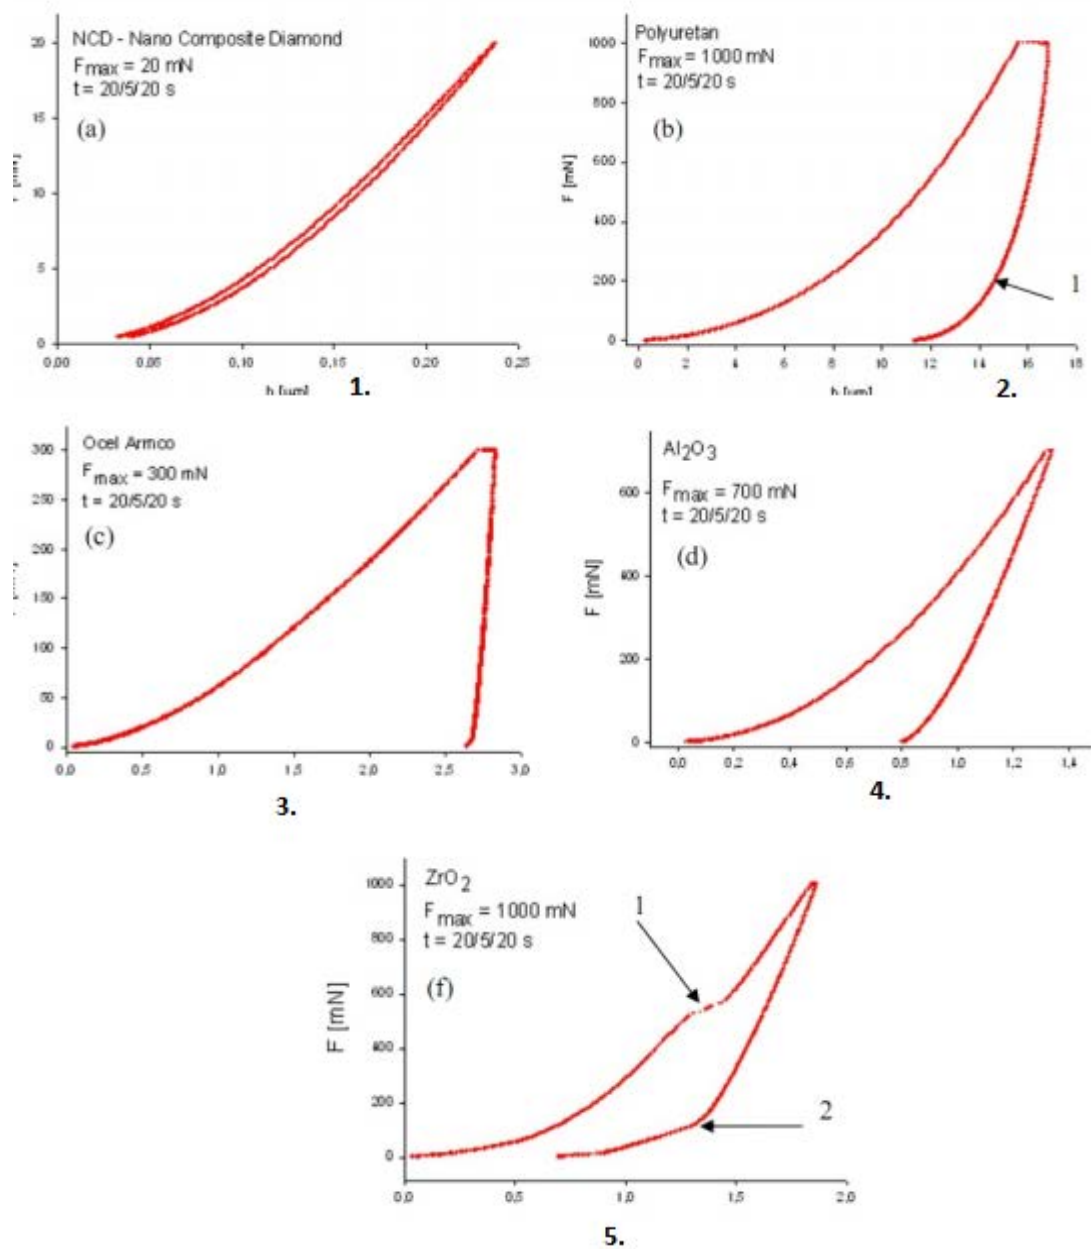 NCD - Nano Composite Diamond
Fmax = 20 mN
t = 20/5/20 s
(a)
20
15
10
5
0
0,00 0,05 0,10 0,15 0,20 0,25
1.
Polyuretan
Fmax = 1000 mN
t = 20/5/20 s
(b)
F [mN]
1000
800
600
400
200
0
1
0 2 4 6 8 10 12 14 16 18
2.
Ocel Armco
Fmax = 300 mN
t = 20/5/20 s
(c)
300
250
200
150
100
50
0
0,0 0,5 1,0 1,5 2,0 2,5 3,0
3.
Al2O3
Fmax = 700 mN
t = 20/5/20 s
(d)
F [mN]
600
400
200
0
0,0 0,2 0,4 0,6 0,8 1,0 1,2 1,4
4.
ZrO2
Fmax = 1000 mN
t = 20/5/20 s
(f)
F [mN]
1000
800
600
400
200
0
1
2
0,0 0,5 1,0 1,5 2,0
5.